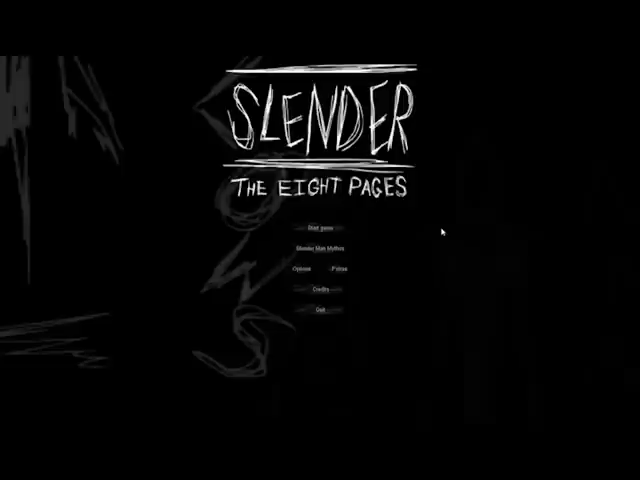 SLENDER
THE EIGHT PAGES
Start game
Slender Man Mythos
Options
Credits
Quit